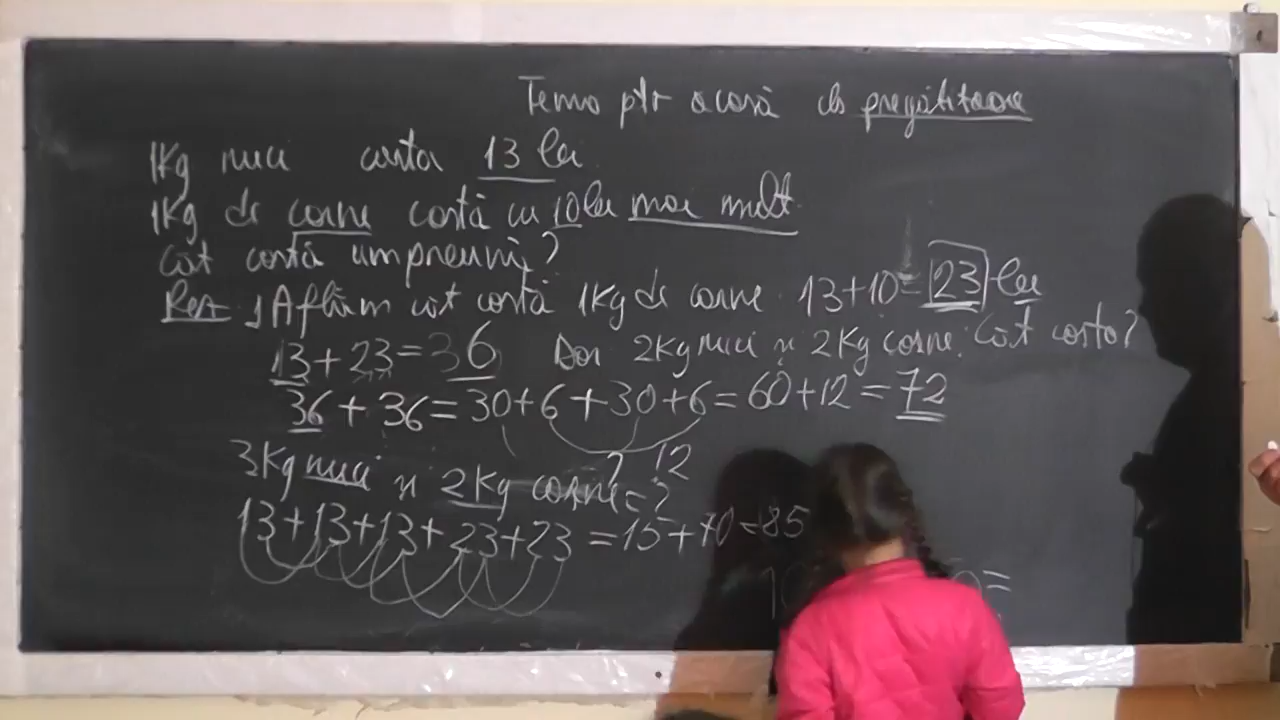 Tema ptr acasă cls pregătitoare
1Kg nuci costa 13 lei
1Kg de carne costă cu 10 lei mai mult.
Cât costă împreună?
Rez 1 Aflăm cât costă 1Kg de carne. 13+10=23 lei
13+23=36 Dar 2Kg nuci și 2Kg carne. Cât costa?
36+36=30+6+30+6=60+12=72
12
3Kg nuci și 2Kg carne=?
13+13+13+23+23=15+70=85